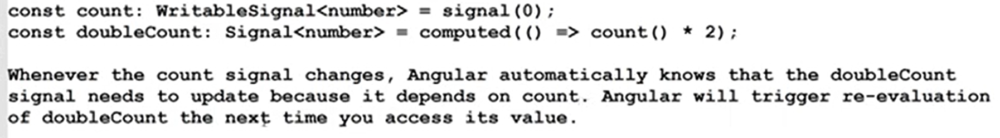 const count: WritableSignal<number> = signal(0);
const doubleCount: Signal<number> = computed(() => count() * 2);
Whenever the count signal changes, Angular automatically knows that the doubleCount
signal needs to update because it depends on count. Angular will trigger re-evaluation
of doubleCount the next time you access its value.